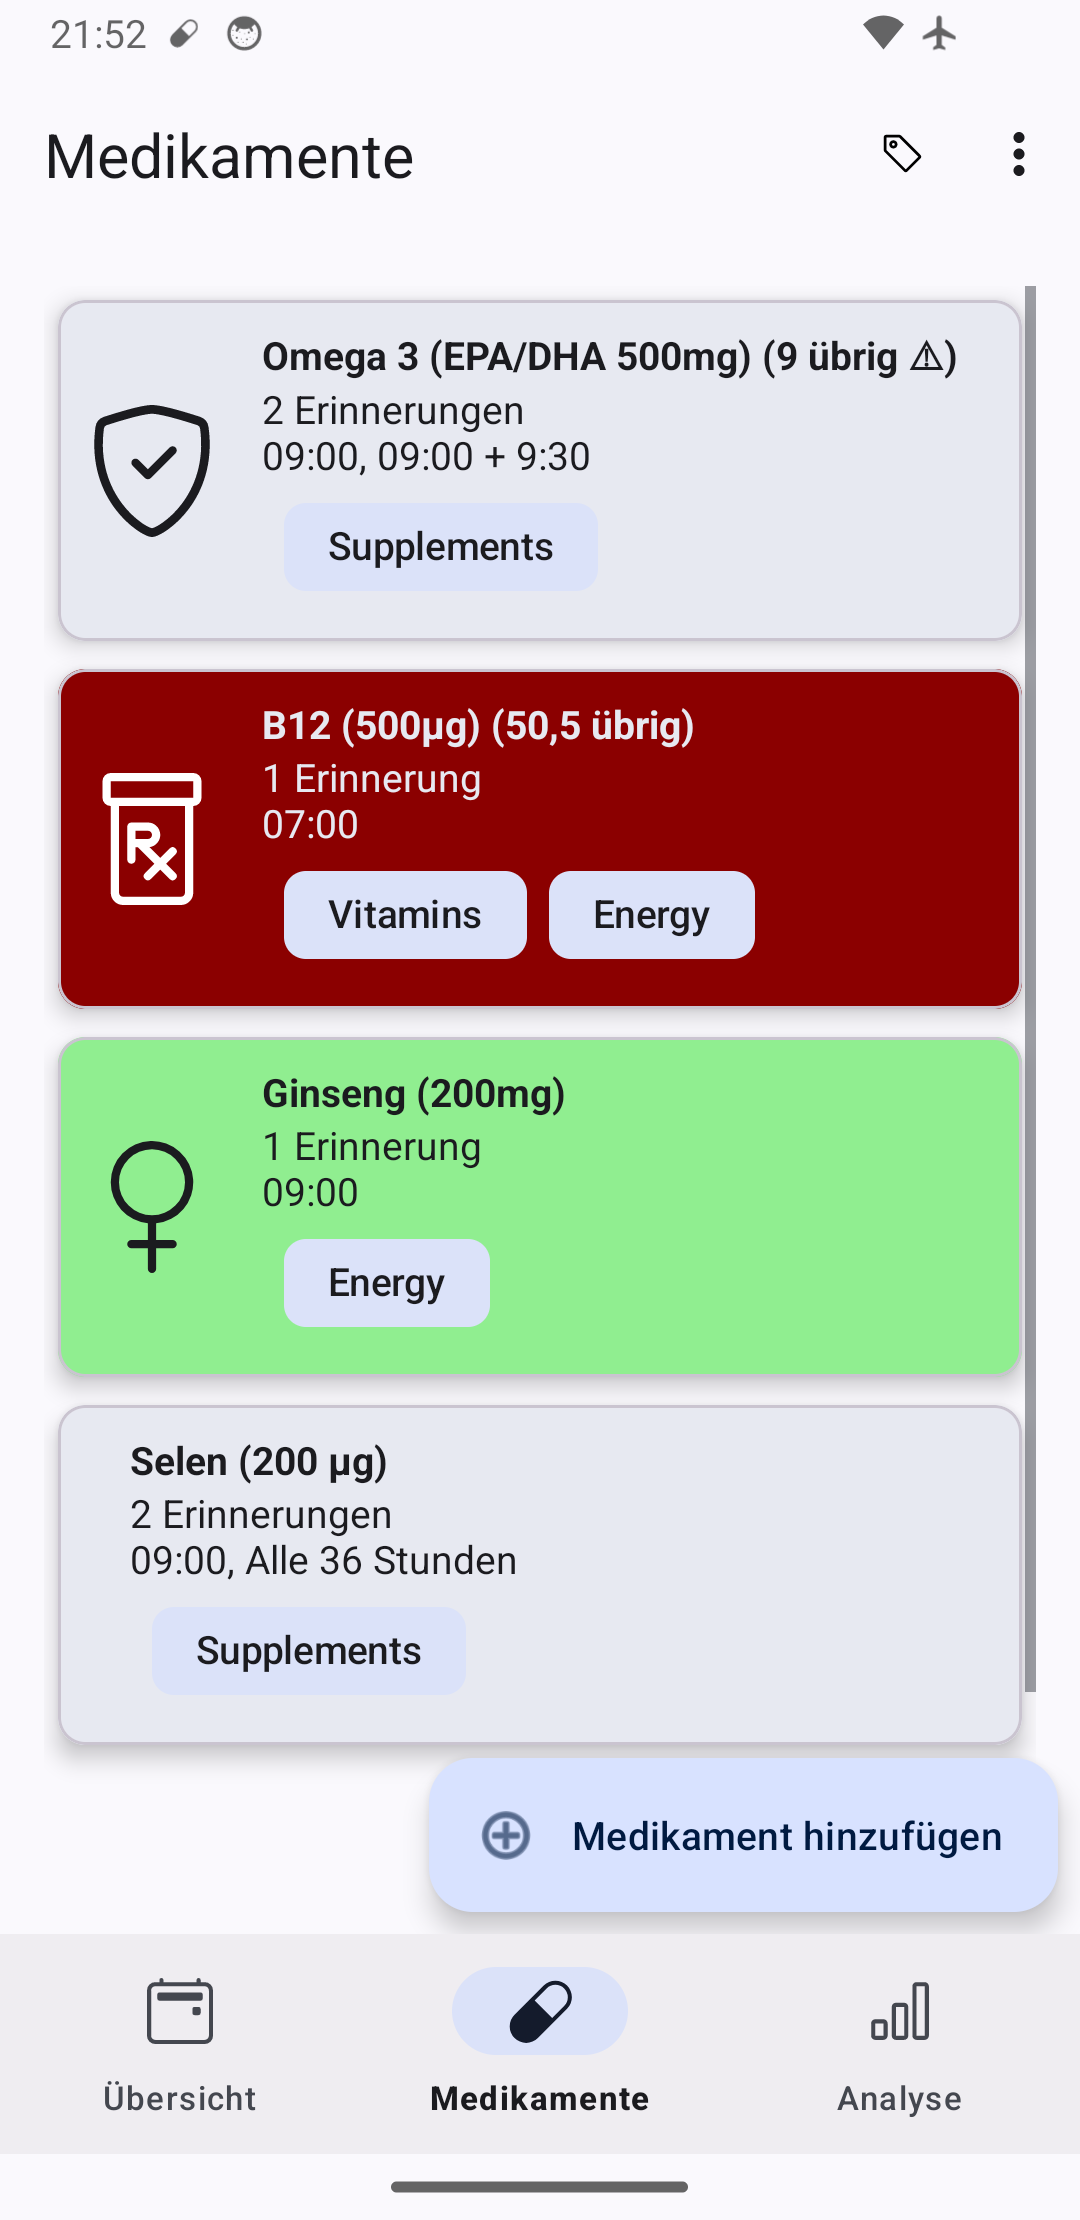 21:52
Medikamente
Omega 3 (EPA/DHA 500mg) (9 übrig ⚠)
2 Erinnerungen
09:00, 09:00 + 9:30
Supplements
B12 (500µg) (50,5 übrig)
1 Erinnerung
07:00
Rx
Vitamins Energy
Ginseng (200mg)
1 Erinnerung
09:00
Energy
Selen (200 µg)
2 Erinnerungen
09:00, Alle 36 Stunden
Supplements
Medikament hinzufügen
Übersicht Medikamente Analyse